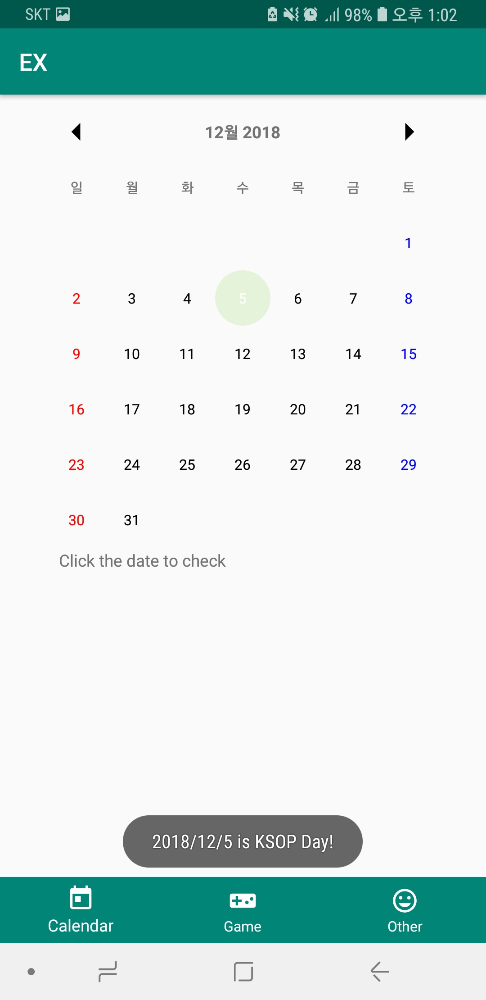 SKT 98% 오후 1:02
EX
12월 2018
일 월 화 수 목 금 토
1
2 3 4 5 6 7 8
9 10 11 12 13 14 15
16 17 18 19 20 21 22
23 24 25 26 27 28 29
30 31
Click the date to check
2018/12/5 is KSOP Day!
Calendar Game Other